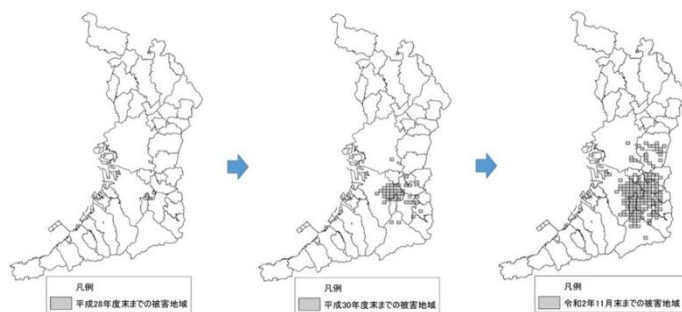 凡例
平成28年度末までの被害地域
凡例
平成30年度末までの被害地域
凡例
令和2年11月末までの被害地域